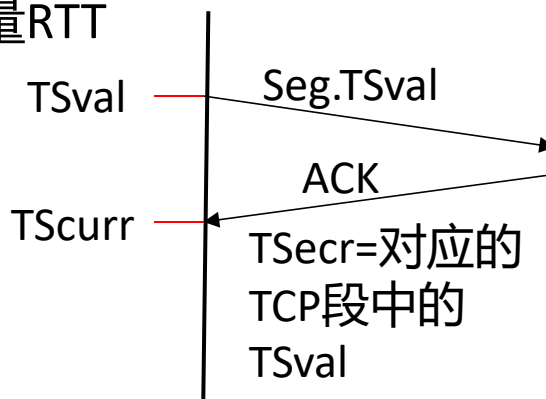 量RTT
TSval
Seg.TSval
ACK
TScurr
TSecr=对应的
TCP段中的
TSval